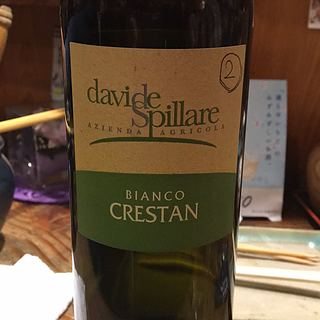 davide
Spillare
AZIENDA AGRICOLA
2
BIANCO
CRESTAN